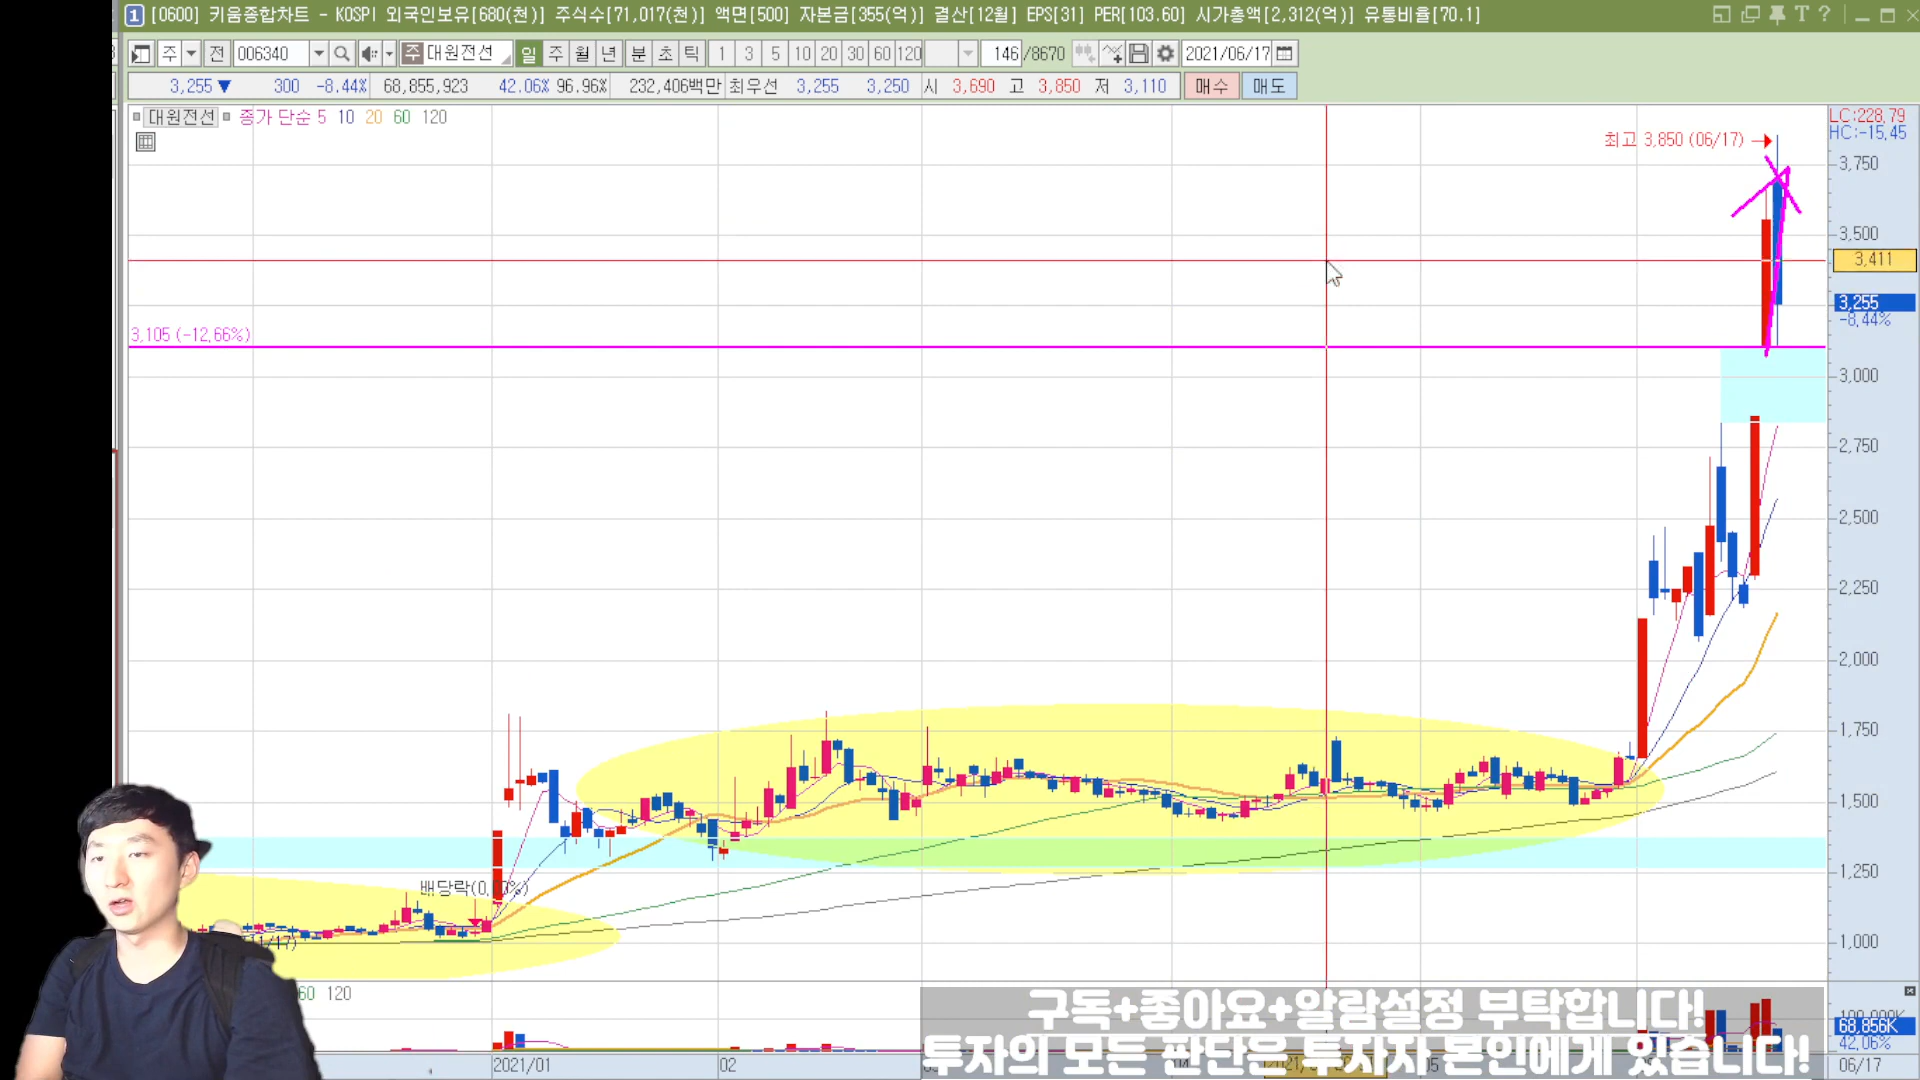 1 [0600] 키움종합차트 - KOSPI 외국인보유[680(천)] 주식수[71,017(천)] 액면[500] 자본금[355(억)] 결산[12월] EPS[31] PER[103.60] 시가총액[2,312(억)] 유통비율[70.1]
주 전 006340 주 대원전선 일 주 월 년 분 초 틱 1 3 5 10 20 30 60 120 146 /8670 2021/06/17
3,255 ▼ 300 -8.44% 68,855,923 42.06% 96.96% 232,406백만 최우선 3,255 3,250 시 3,690 고 3,850 저 3,110 매수 매도
대원전선 종가 단순 5 10 20 60 120
LC:228.79
HC:-15.45
최고 3,850 (06/17)
3,750
3,500
3,411
3,255
-8.44%
3,105 (-12.66%)
3,000
2,750
2,500
2,250
2,000
1,750
1,500
1,250
배당락(0.00%)
1,000
60 120
구독+좋아요+알람설정 부탁합니다!
68,856K
42.06%
투자의 모든 판단은 투자자 본인에게 있습니다!
2021/01 02 05 06/17